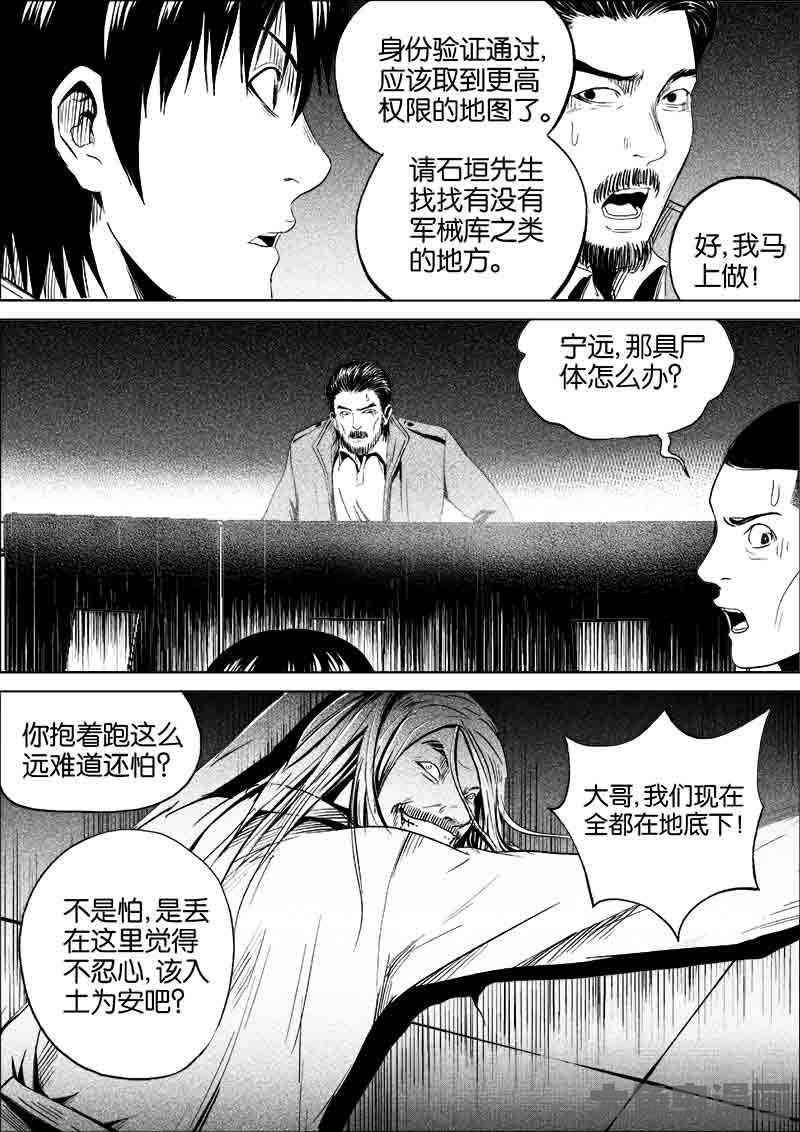 身份验证通过,
应该取到更高
权限的地图了。
请石垣先生
找找有没有
军械库之类
的地方。
好,我马
上做!
宁远,那具尸
体怎么办?
你抱着跑这么
远难道还怕?
大哥,我们现在
全都在地底下!
不是怕,是丢
在这里觉得
不忍心,该入
土为安吧?